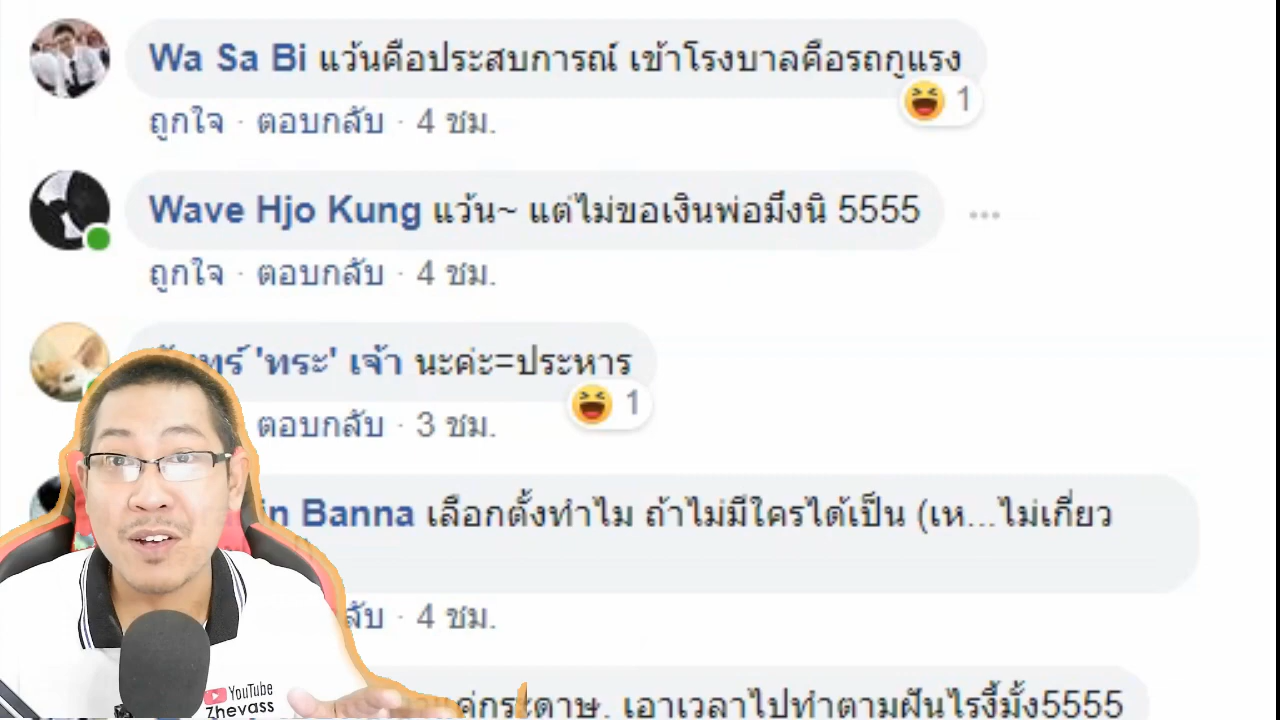 Wa Sa Bi แว้นคือประสบการณ์ เข้าโรงบาลคือรถกูแรง
1
ถูกใจ · ตอบกลับ · 4 ชม.
Wave Hjo Kung แว้น~ แต่ไม่ขอเงินพ่อมึงนิ 5555
ถูกใจ · ตอบกลับ · 4 ชม.
'ทระ' เจ้า นะค่ะ=ประหาร
1
ตอบกลับ · 3 ชม.
Banna เลือกตั้งทำไม ถ้าไม่มีใครได้เป็น (เห...ไม่เกี่ยว
4 ชม.
YouTube
Zhevass
เอาเวลาไปทำตามฝันไรงี้มั้ง5555